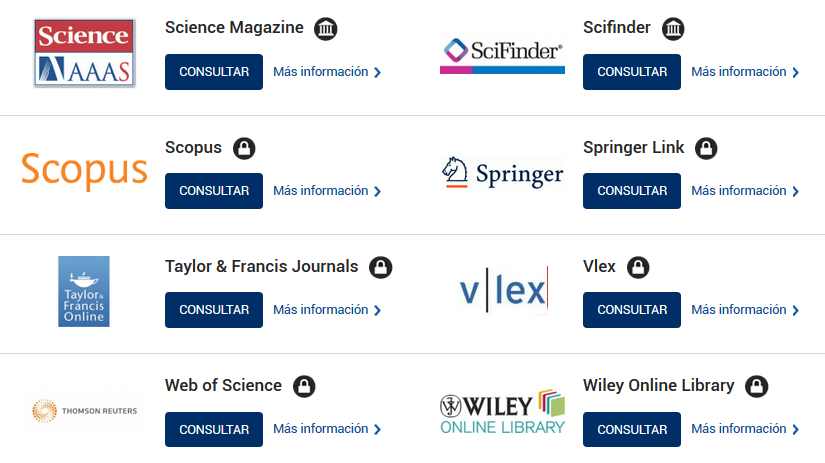 Science
AAAS
Science Magazine
CONSULTAR
Más información
SciFinder®
Scifinder
CONSULTAR
Más información
Scopus
Scopus
CONSULTAR
Más información
Springer
Springer Link
CONSULTAR
Más información
Taylor &
Francis
Online
Taylor & Francis Journals
CONSULTAR
Más información
v|lex
Vlex
CONSULTAR
Más información
THOMSON REUTERS
Web of Science
CONSULTAR
Más información
WILEY
ONLINE LIBRARY
Wiley Online Library
CONSULTAR
Más información